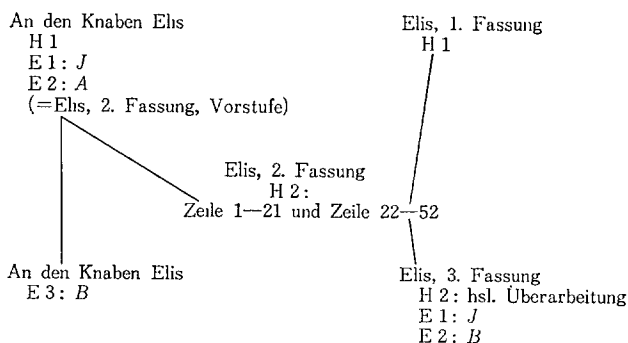 An den Knaben Elis
H 1
E 1: J
E 2: A
(=Elis, 2. Fassung, Vorstufe)
Elis, 1. Fassung
H 1
Elis, 2. Fassung
H 2:
Zeile 1—21 und Zeile 22—52
An den Knaben Elis
E 3: B
Elis, 3. Fassung
H 2: hsl. Überarbeitung
E 1: J
E 2: B